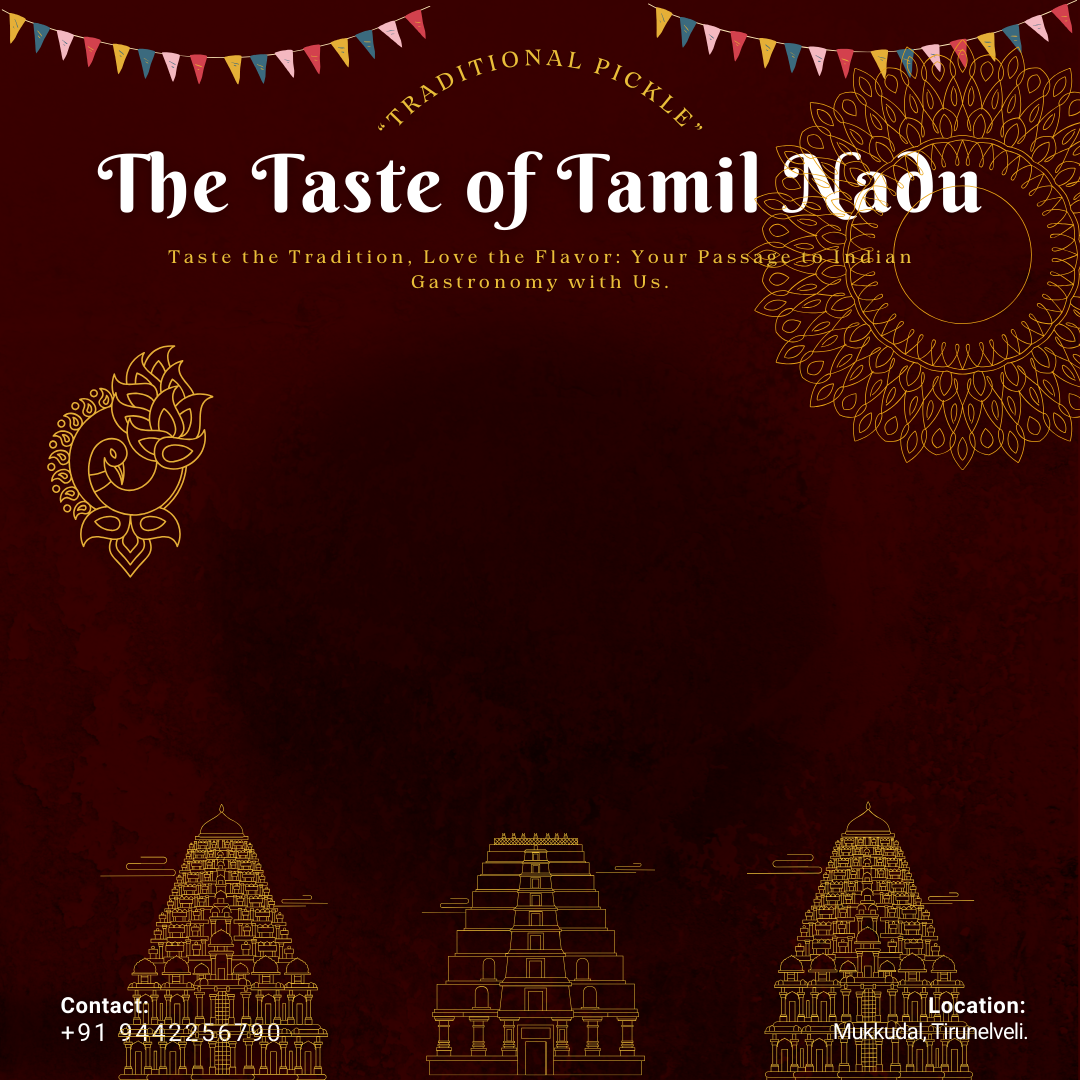 “TRADITIONAL PICKLE”
The Taste of Tamil Nadu
Taste the Tradition, Love the Flavor: Your Passage to Indian
Gastronomy with Us.
Contact:
+91 9442256790
Location:
Mukkudal, Tirunelveli.